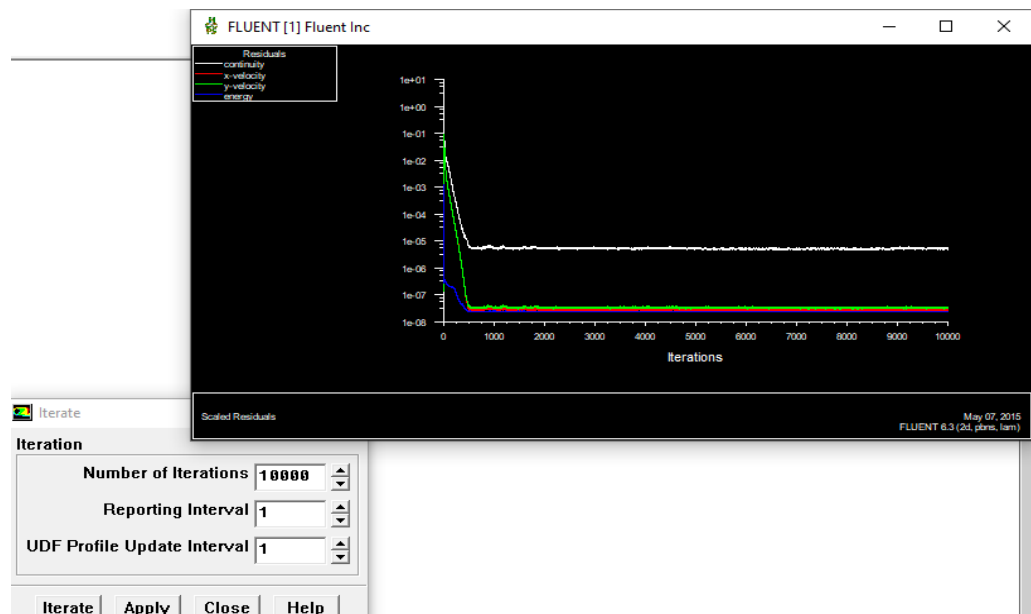 FLUENT [1] Fluent Inc
Residuals
continuity
x-velocity
y-velocity
energy
1e+01
1e+00
1e-01
1e-02
1e-03
1e-04
1e-05
1e-06
1e-07
1e-08
0 1000 2000 3000 4000 5000 6000 7000 8000 9000 10000
Iterations
Scaled Residuals
May 07, 2015
FLUENT 6.3 (2d, pbns, lam)
Iterate
Iteration
Number of Iterations 10000
Reporting Interval 1
UDF Profile Update Interval 1
Iterate Apply Close Help